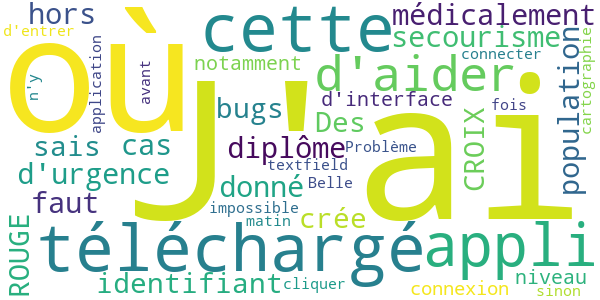 hors
d'entrer
où
cette
médicalement
secourisme
connecter
cartographie
notamment
d'aider
population
n'y
application
avant
J'ai
bugs
d'interface
fois
Des
CROIX
sais
cas
diplôme
Problème
textfield
d'urgence
donné
Belle
faut
impossible
crée
matin
ROUGE
téléchargé
appli
identifiant
cliquer
niveau
connexion
sinon